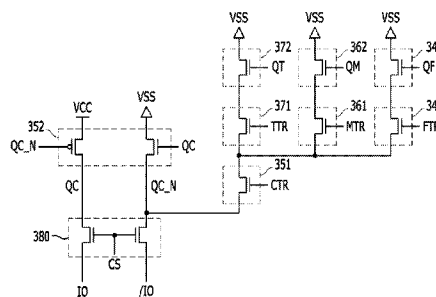 VSS VSS VSS
372 362 34
QT QM QF
VCC VSS 371 361 34
352
TTR MTR FTR
QC_N QC
351
QC QC_N CTR
380
CS
IO /IO